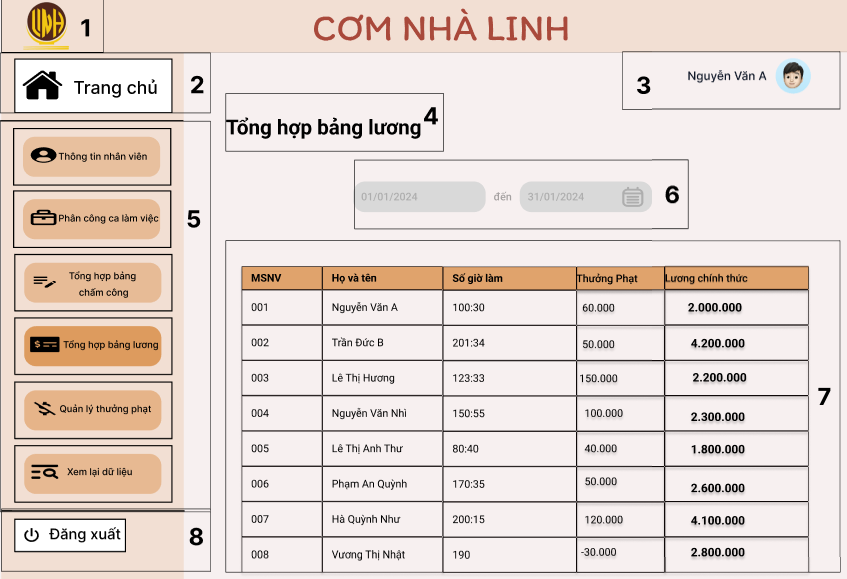 LINH
1
CƠM NHÀ LINH
Trang chủ
2
3
Nguyễn Văn A
Tổng hợp bảng lương
4
5
Thông tin nhân viên
Phân công ca làm việc
Tổng hợp bảng
chấm công
Tổng hợp bảng lương
Quản lý thưởng phạt
Xem lại dữ liệu
8
Đăng xuất
01/01/2024 đến 31/01/2024
6
7
MSNV Họ và tên Số giờ làm Thưởng Phạt Lương chính thức
001 Nguyễn Văn A 100:30 60.000 2.000.000
002 Trần Đức B 201:34 50.000 4.200.000
003 Lê Thị Hương 123:33 150.000 2.200.000
004 Nguyễn Văn Nhì 150:55 100.000 2.300.000
005 Lê Thị Anh Thư 80:40 40.000 1.800.000
006 Phạm An Quỳnh 170:35 50.000 2.600.000
007 Hà Quỳnh Như 200:15 120.000 4.100.000
008 Vương Thị Nhật 190 -30.000 2.800.000